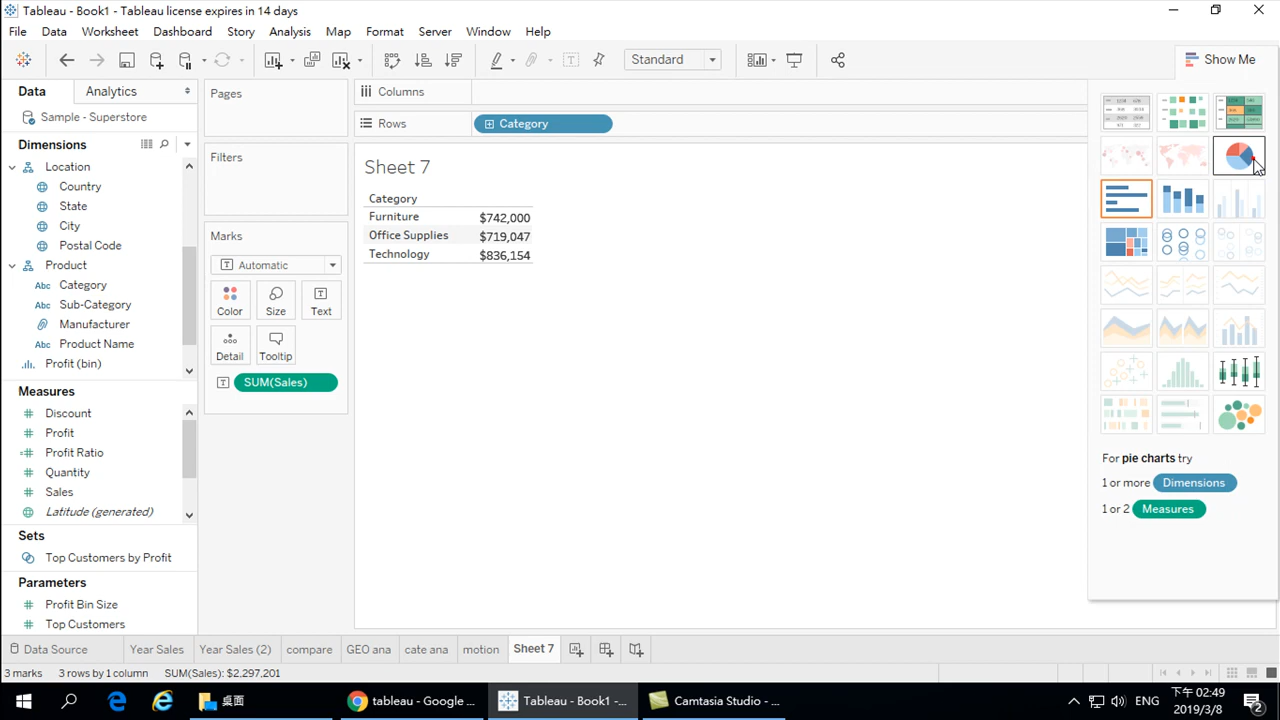 Tableau - Book1 - Tableau license expires in 14 days
File Data Worksheet Dashboard Story Analysis Map Format Server Window Help
Standard
Show Me
Data
Analytics
Sample - Superstore
Dimensions
Location
Country
State
City
Postal Code
Product
Abc Category
Abc Sub-Category
Manufacturer
Abc Product Name
Profit (bin)
Measures
Discount
Profit
Profit Ratio
Quantity
Sales
Latitude (generated)
Sets
Top Customers by Profit
Parameters
Profit Bin Size
Top Customers
Pages
Filters
Marks
Automatic
Color Size Text
Detail Tooltip
SUM(Sales)
Columns
Rows
Category
Sheet 7
Category
Furniture $742,000
Office Supplies $719,047
Technology $836,154
For pie charts try
1 or more Dimensions
1 or 2 Measures
Data Source Year Sales Year Sales (2) compare GEO ana cate ana motion Sheet 7
3 marks 3 rows by 1 column SUM(Sales): $2,297,201
桌面
tableau - Google ...
Tableau - Book1 -...
Camtasia Studio - ...
ENG
下午 02:49
2019/3/8
2